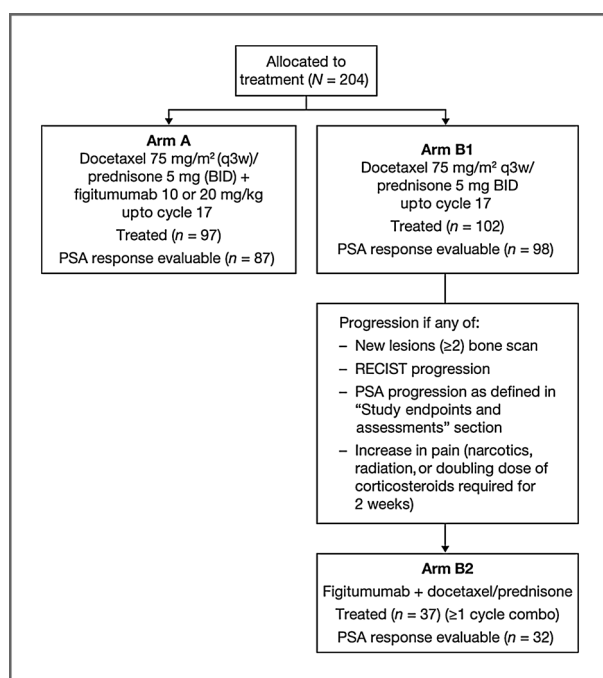 Allocated to
treatment (N = 204)
Arm A
Docetaxel 75 mg/m² (q3w)/
prednisone 5 mg (BID) +
figitumumab 10 or 20 mg/kg
upto cycle 17
Treated (n = 97)
PSA response evaluable (n = 87)
Arm B1
Docetaxel 75 mg/m² q3w/
prednisone 5 mg BID
upto cycle 17
Treated (n = 102)
PSA response evaluable (n = 98)
Progression if any of:
– New lesions (≥2) bone scan
– RECIST progression
– PSA progression as defined in
“Study endpoints and
assessments” section
– Increase in pain (narcotics,
radiation, or doubling dose of
corticosteroids required for
2 weeks)
Arm B2
Figitumumab + docetaxel/prednisone
Treated (n = 37) (≥1 cycle combo)
PSA response evaluable (n = 32)